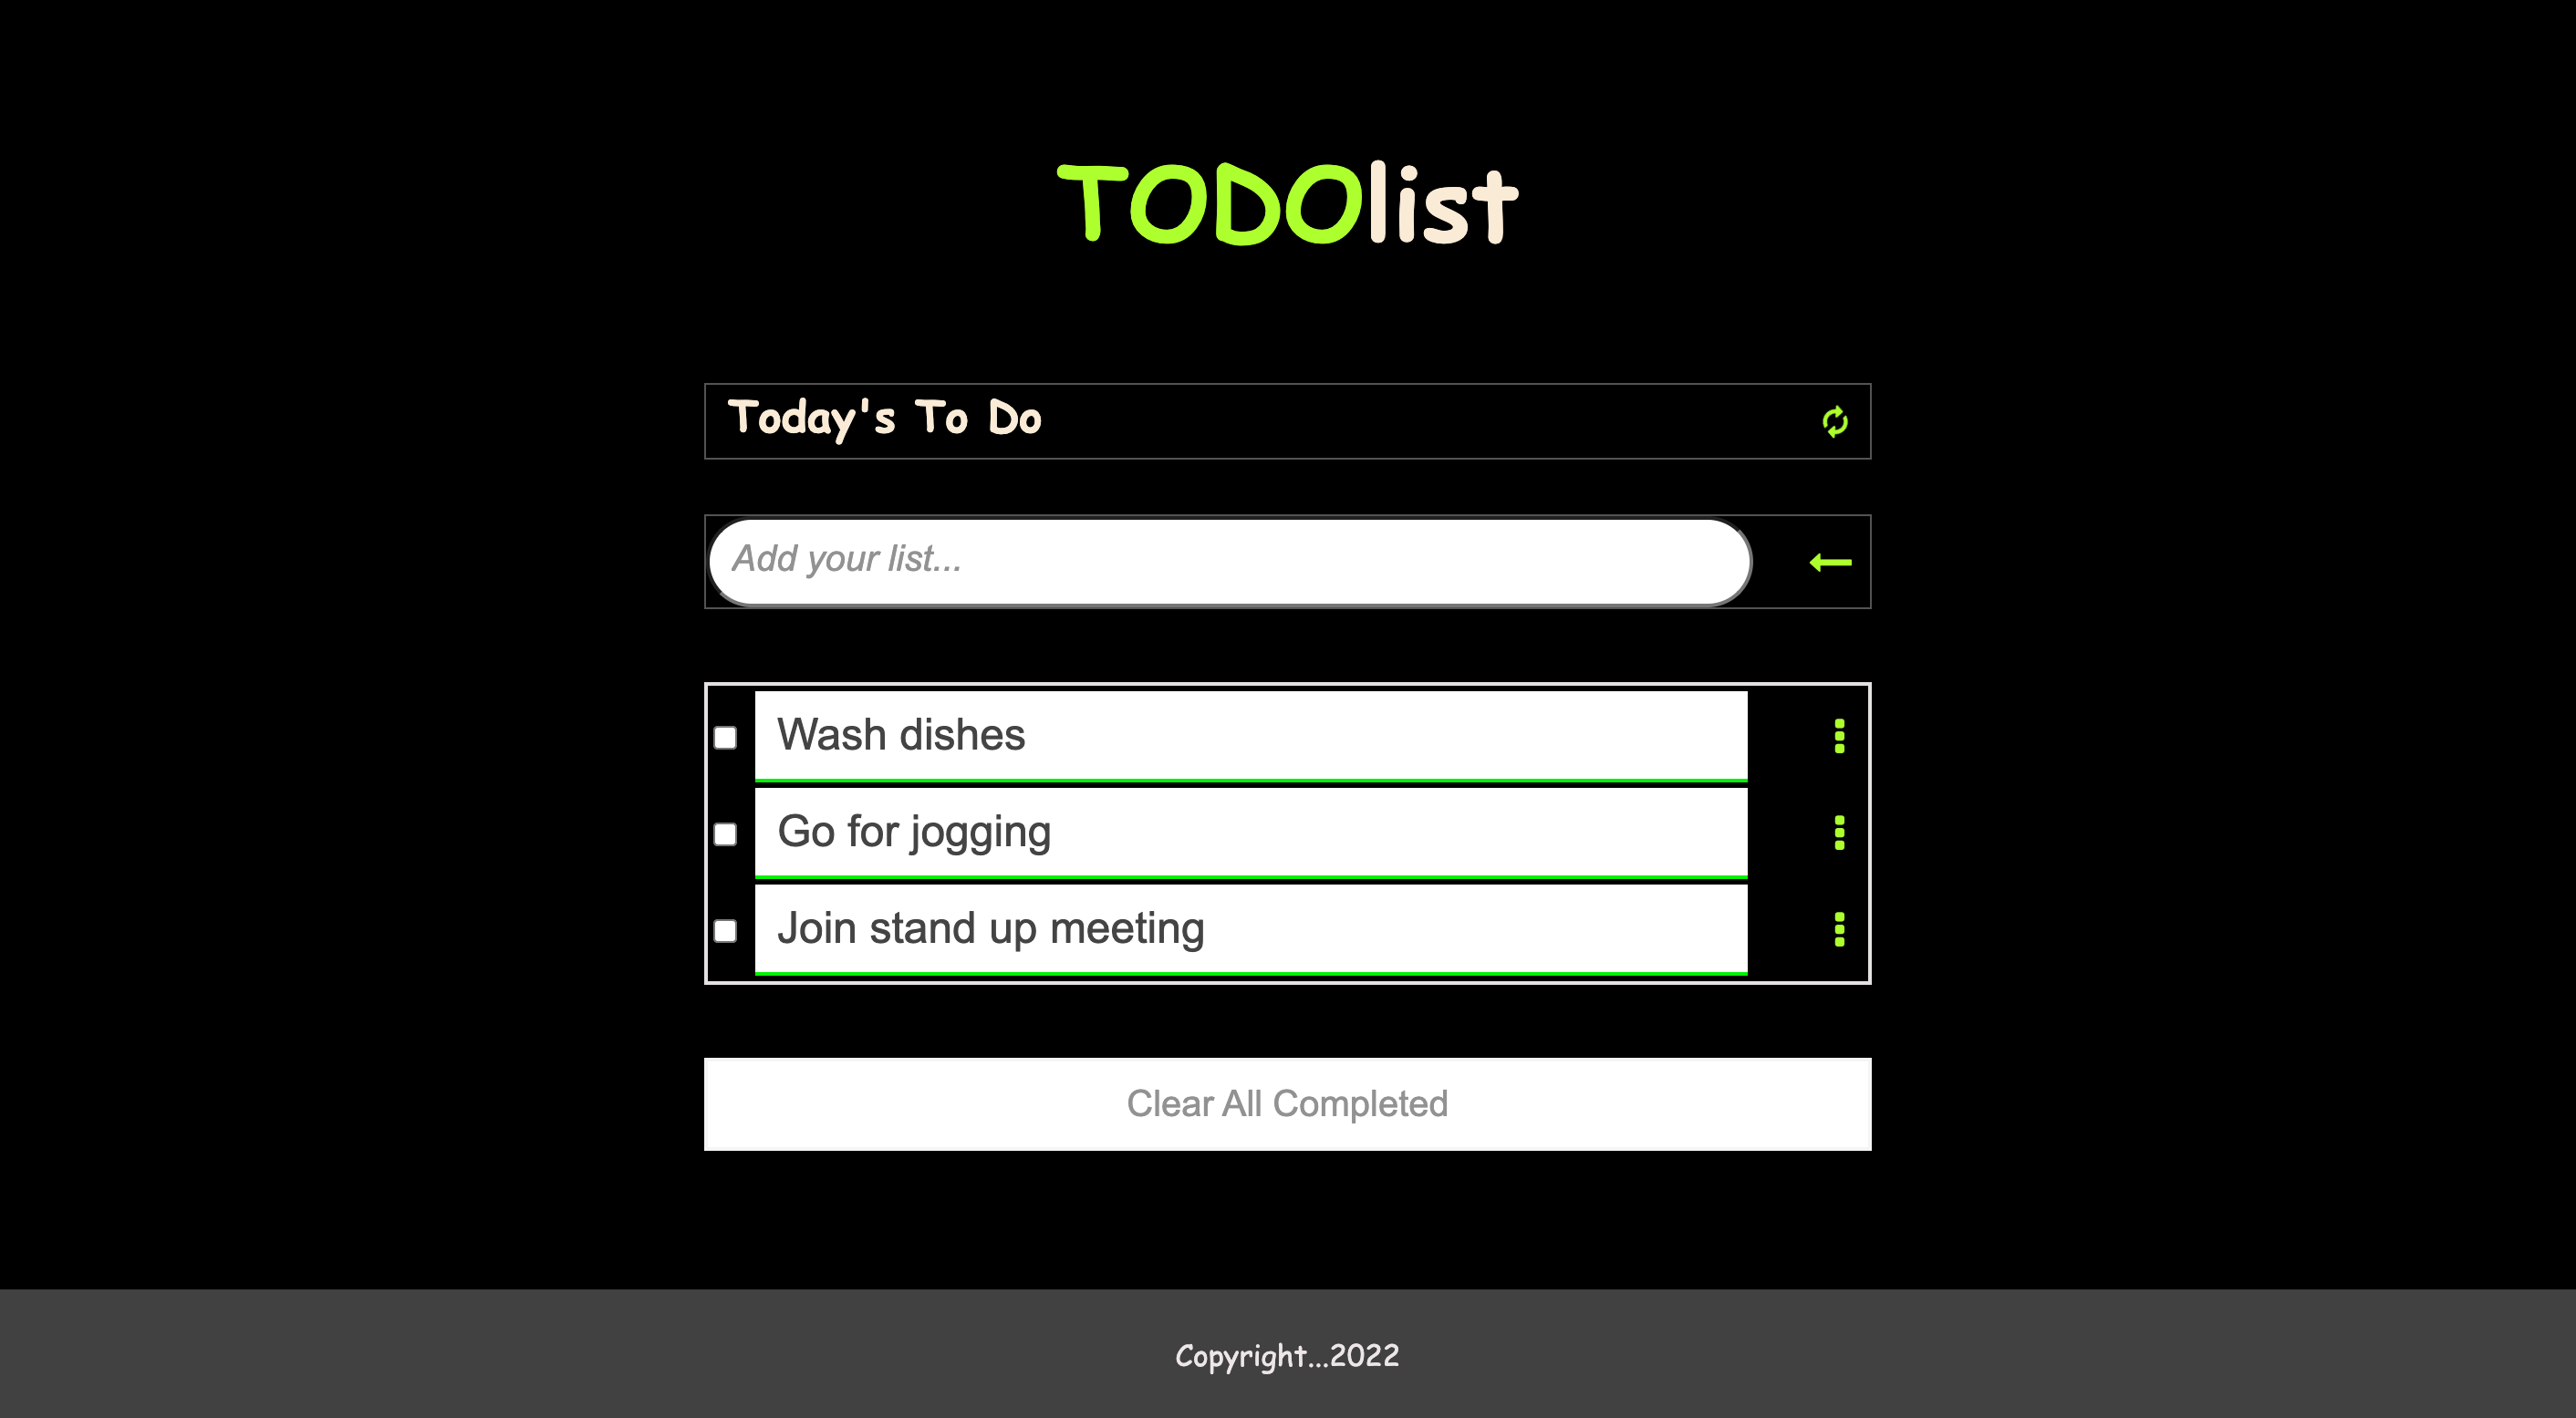 TODOlist
Today's To Do
Add your list...
Wash dishes
Go for jogging
Join stand up meeting
Clear All Completed
Copyright...2022